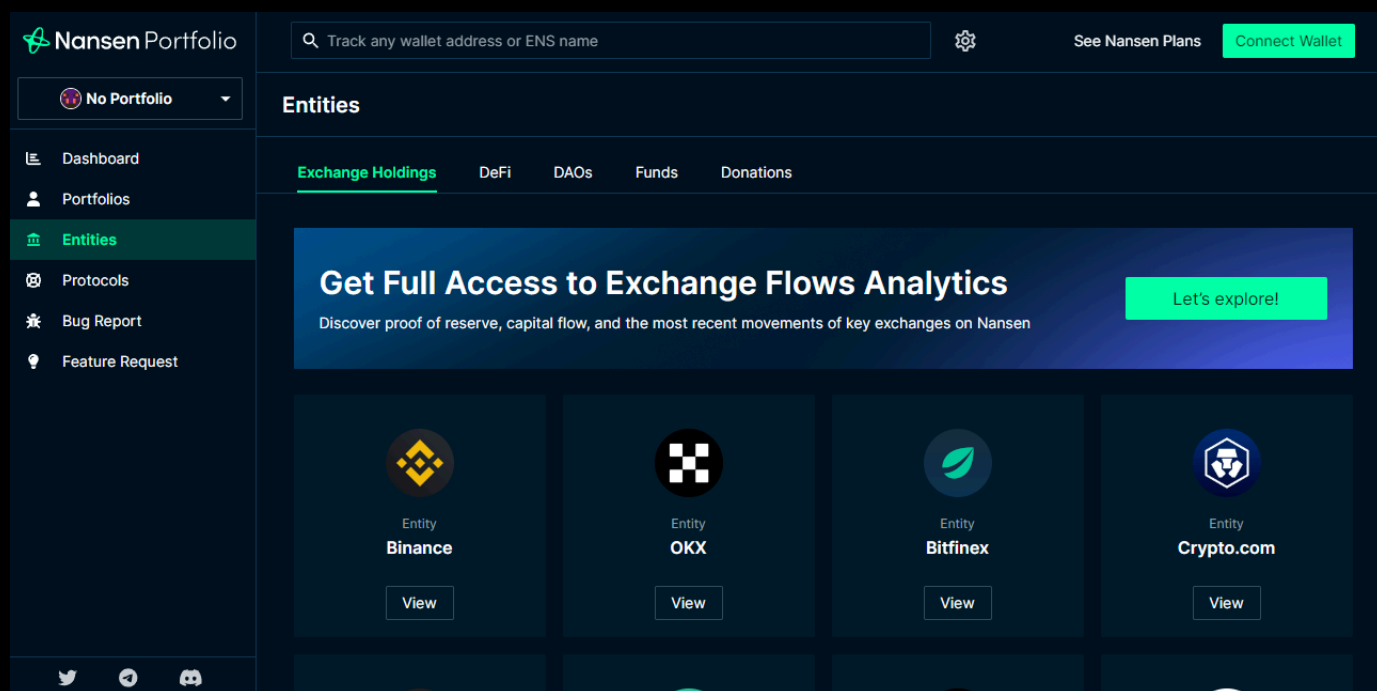 Nansen Portfolio
Track any wallet address or ENS name
See Nansen Plans
Connect Wallet
No Portfolio
Dashboard
Portfolios
Entities
Protocols
Bug Report
Feature Request
Entities
Exchange Holdings
DeFi
DAOs
Funds
Donations
Get Full Access to Exchange Flows Analytics
Discover proof of reserve, capital flow, and the most recent movements of key exchanges on Nansen
Let's explore!
Entity
Binance
View
Entity
OKX
View
Entity
Bitfinex
View
Entity
Crypto.com
View